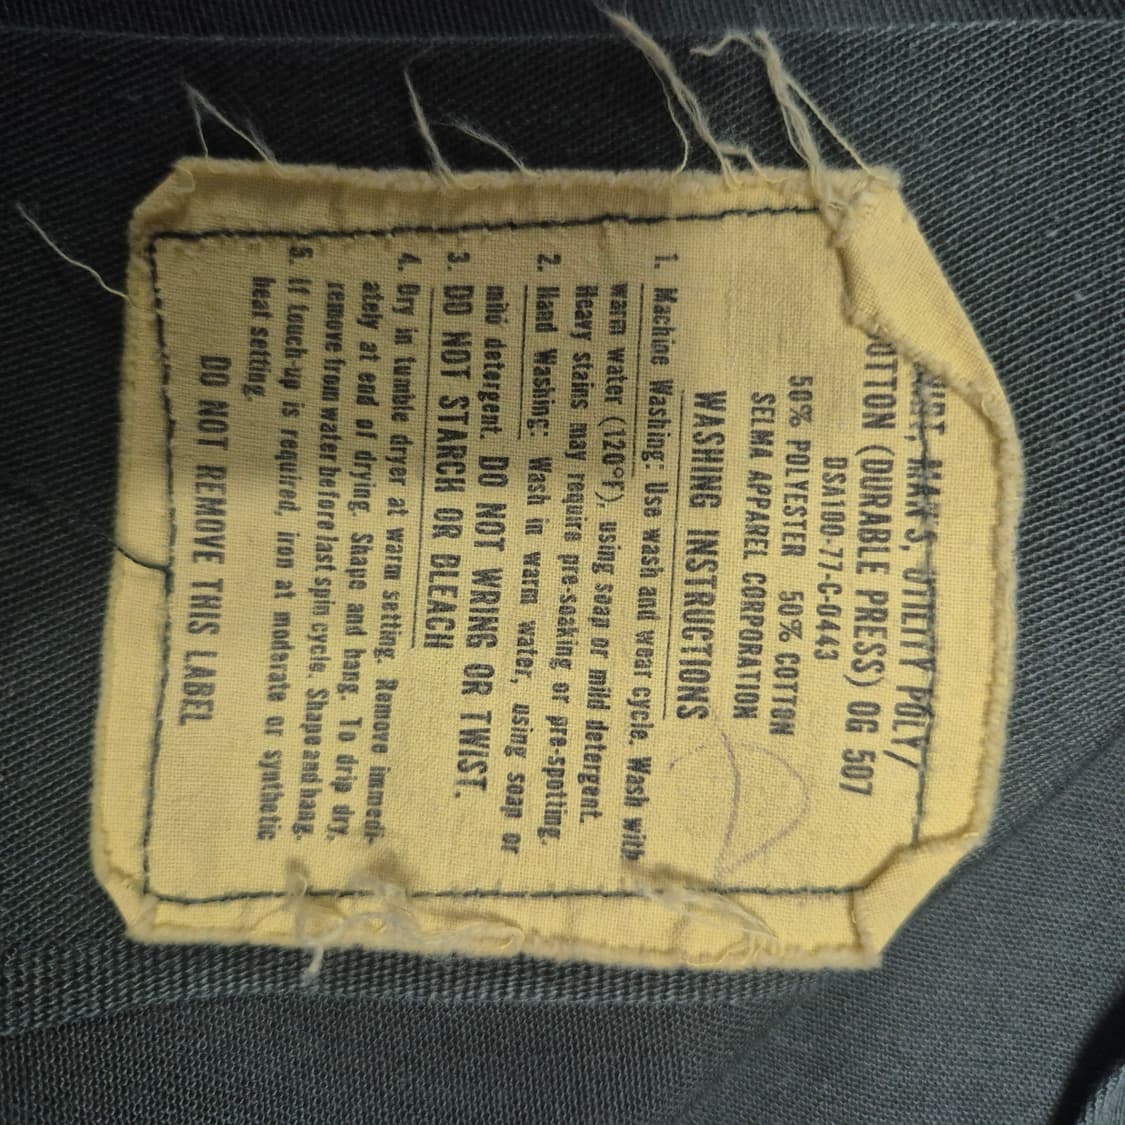 SHIRT, MAN'S, UTILITY POLY/
OTTON (DURABLE PRESS) OG 507
DSA100-77-C-0443
50% POLYESTER 50% COTTON
SELMA APPAREL CORPORATION
WASHING INSTRUCTIONS
1. Machine Washing: Use wash and wear cycle. Wash with
warm water (120°F), using soap or mild detergent.
Heavy stains may require pre-soaking or pre-spotting.
2. Hand Washing: Wash in warm water, using soap or
mild detergent. DO NOT WRING OR TWIST.
3. DO NOT STARCH OR BLEACH
4. Dry in tumble dryer at warm setting. Remove immedi-
ately at end of drying. Shape and hang. To drip dry,
remove from water before last spin cycle. Shape and hang.
5. If touch-up is required, iron at moderate or synthetic
heat setting.
DO NOT REMOVE THIS LABEL